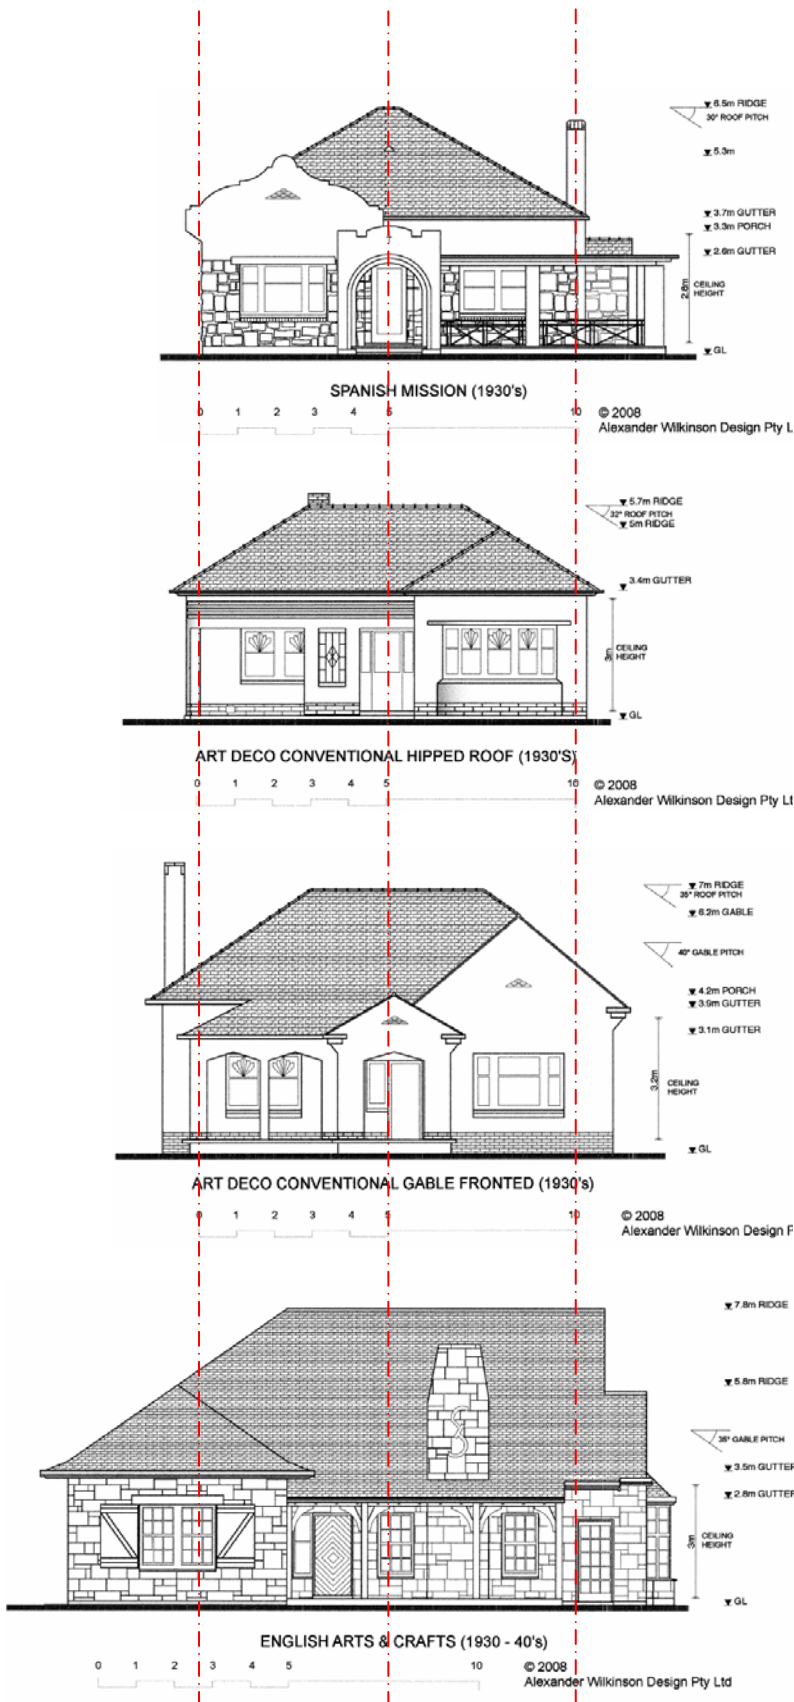 6.5m RIDGE
30° ROOF PITCH
5.3m
3.7m GUTTER
3.3m PORCH
2.6m GUTTER
2.8m
CEILING
HEIGHT
GL
SPANISH MISSION (1930's)
0 1 2 3 4 5 10
© 2008
Alexander Wilkinson Design Pty L
5.7m RIDGE
32° ROOF PITCH
5m RIDGE
3.4m GUTTER
3m
CEILING
HEIGHT
GL
ART DECO CONVENTIONAL HIPPED ROOF (1930'S)
0 1 2 3 4 5 10
© 2008
Alexander Wilkinson Design Pty Lt
7m RIDGE
35° ROOF PITCH
6.2m GABLE
40° GABLE PITCH
4.2m PORCH
3.9m GUTTER
3.1m GUTTER
3.2m
CEILING
HEIGHT
GL
ART DECO CONVENTIONAL GABLE FRONTED (1930's)
0 1 2 3 4 5 10
© 2008
Alexander Wilkinson Design P
7.8m RIDGE
5.8m RIDGE
35° GABLE PITCH
3.5m GUTTER
2.8m GUTTER
3m
CEILING
HEIGHT
GL
ENGLISH ARTS & CRAFTS (1930 - 40's)
0 1 2 3 4 5 10
© 2008
Alexander Wilkinson Design Pty Ltd